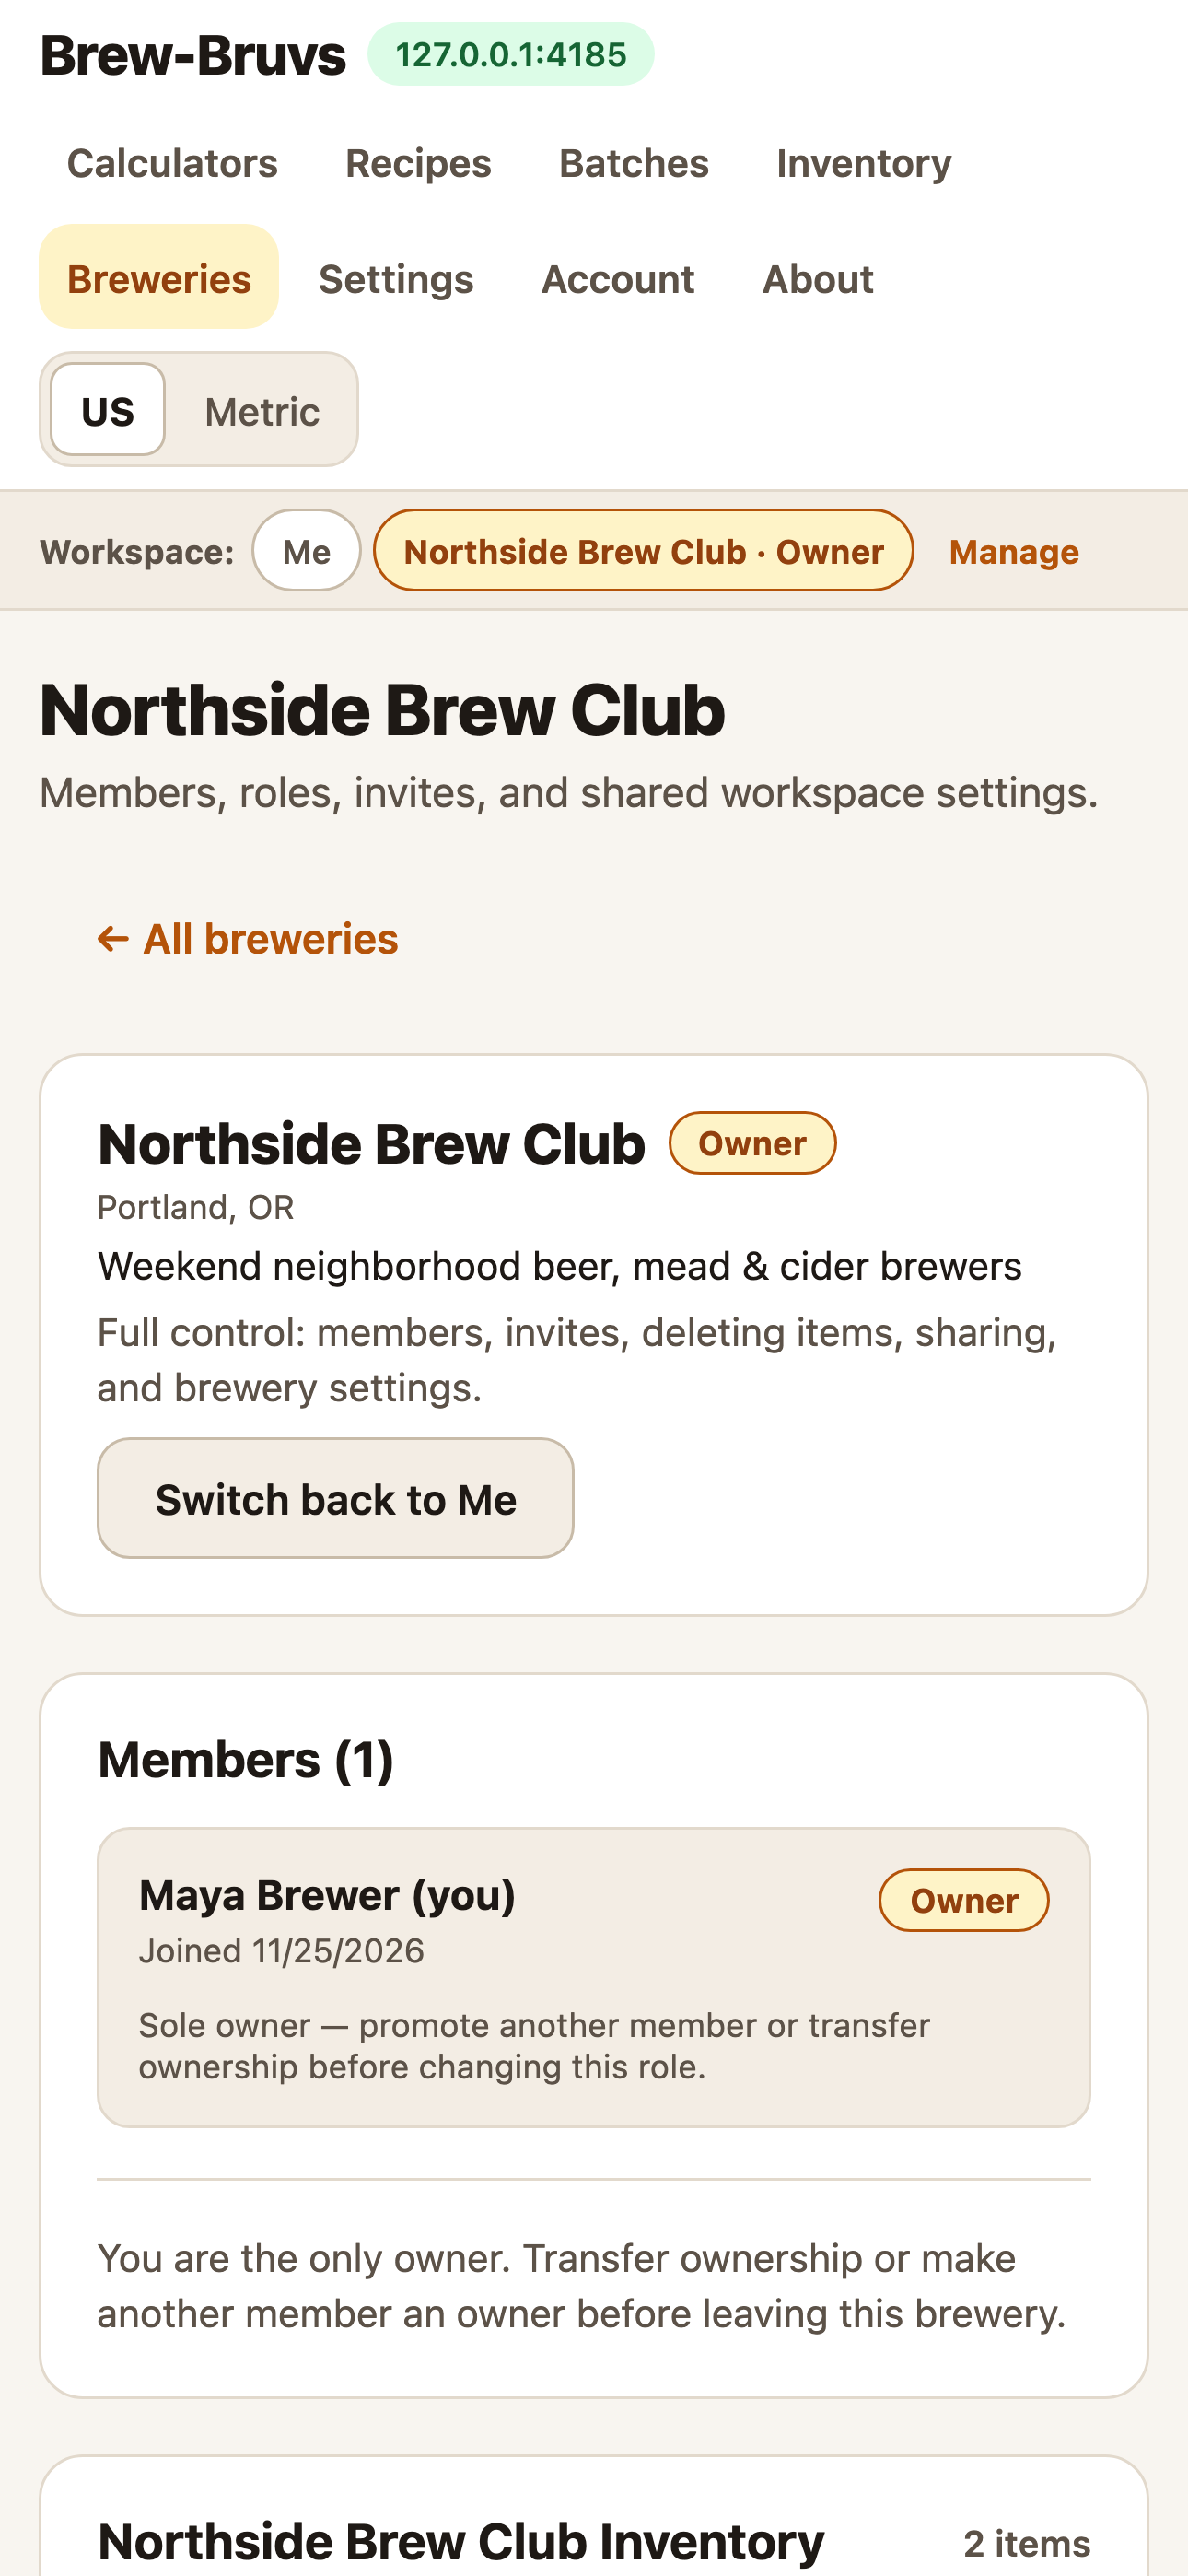 Brew-Bruvs 127.0.0.1:4185
Calculators Recipes Batches Inventory
Breweries Settings Account About
US Metric
Workspace: Me Northside Brew Club · Owner Manage
Northside Brew Club
Members, roles, invites, and shared workspace settings.
← All breweries
Northside Brew Club Owner
Portland, OR
Weekend neighborhood beer, mead & cider brewers
Full control: members, invites, deleting items, sharing,
and brewery settings.
Switch back to Me
Members (1)
Maya Brewer (you) Owner
Joined 11/25/2026
Sole owner — promote another member or transfer
ownership before changing this role.
You are the only owner. Transfer ownership or make
another member an owner before leaving this brewery.
Northside Brew Club Inventory 2 items